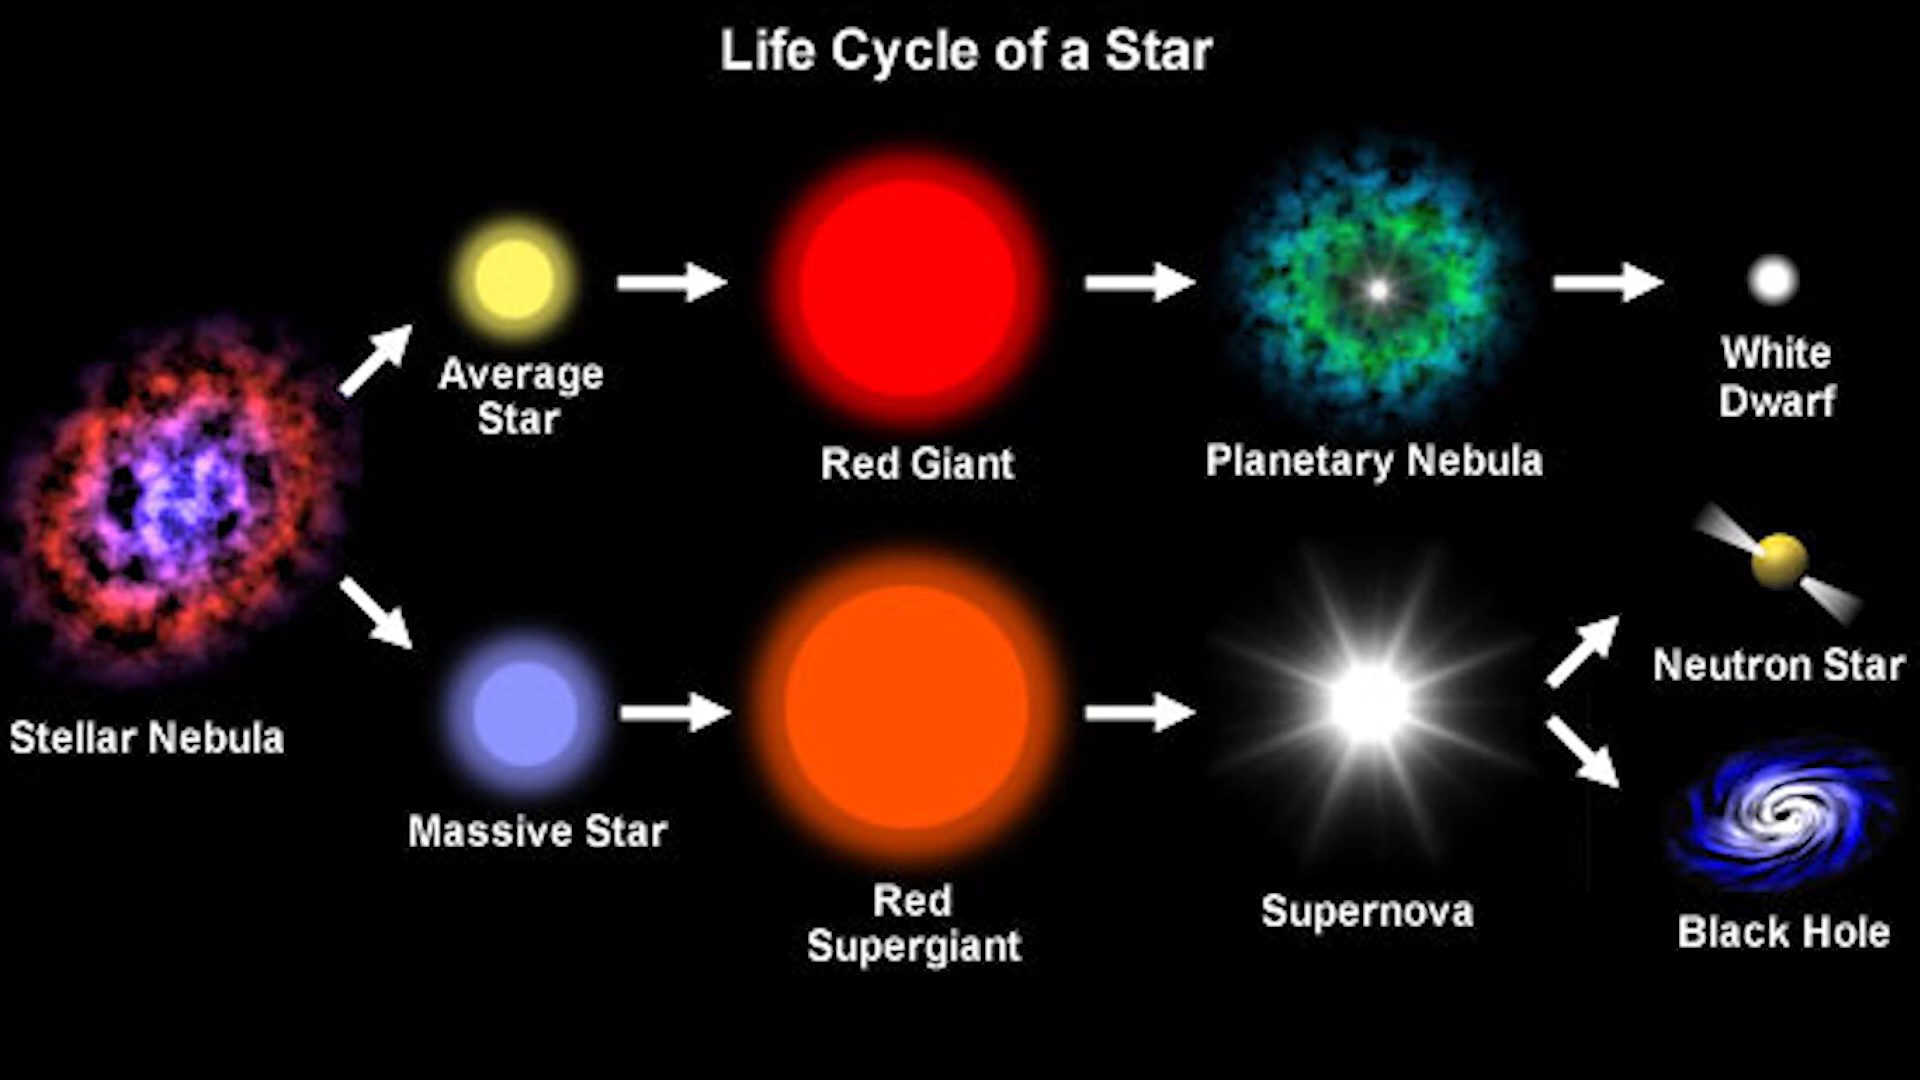 Life Cycle of a Star
Average
Star
Red Giant
Planetary Nebula
White
Dwarf
Stellar Nebula
Massive Star
Red
Supergiant
Supernova
Neutron Star
Black Hole